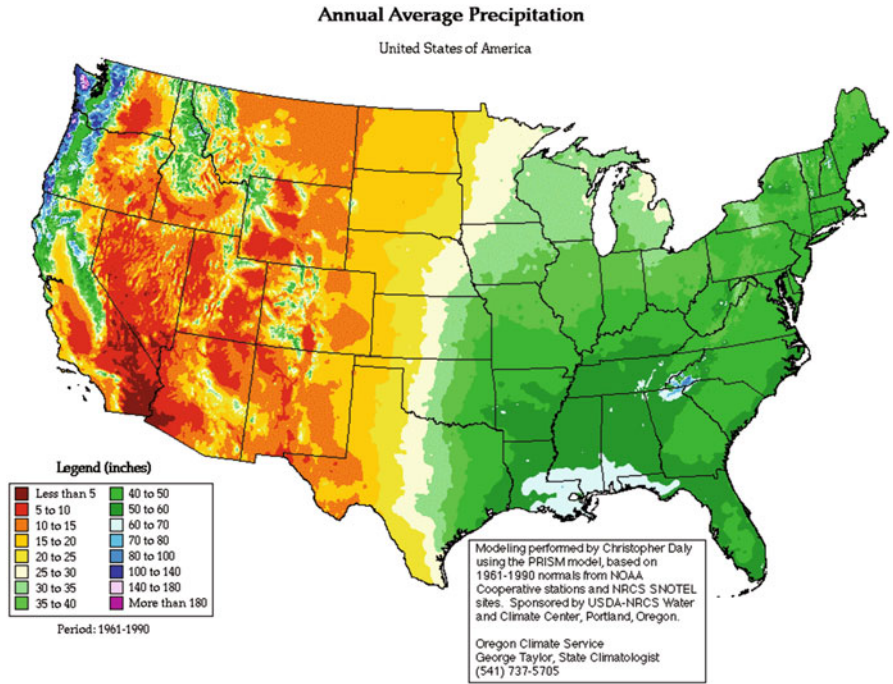 Annual Average Precipitation
United States of America
Legend (inches)
Less than 5
5 to 10
10 to 15
15 to 20
20 to 25
25 to 30
30 to 35
35 to 40
40 to 50
50 to 60
60 to 70
70 to 80
80 to 100
100 to 140
140 to 180
More than 180
Period: 1961-1990
Modeling performed by Christopher Daly
using the PRISM model, based on
1961-1990 normals from NOAA
Cooperative stations and NRCS SNOTEL
sites. Sponsored by USDA-NRCS Water
and Climate Center, Portland, Oregon.
Oregon Climate Service
George Taylor, State Climatologist
(541) 737-5705